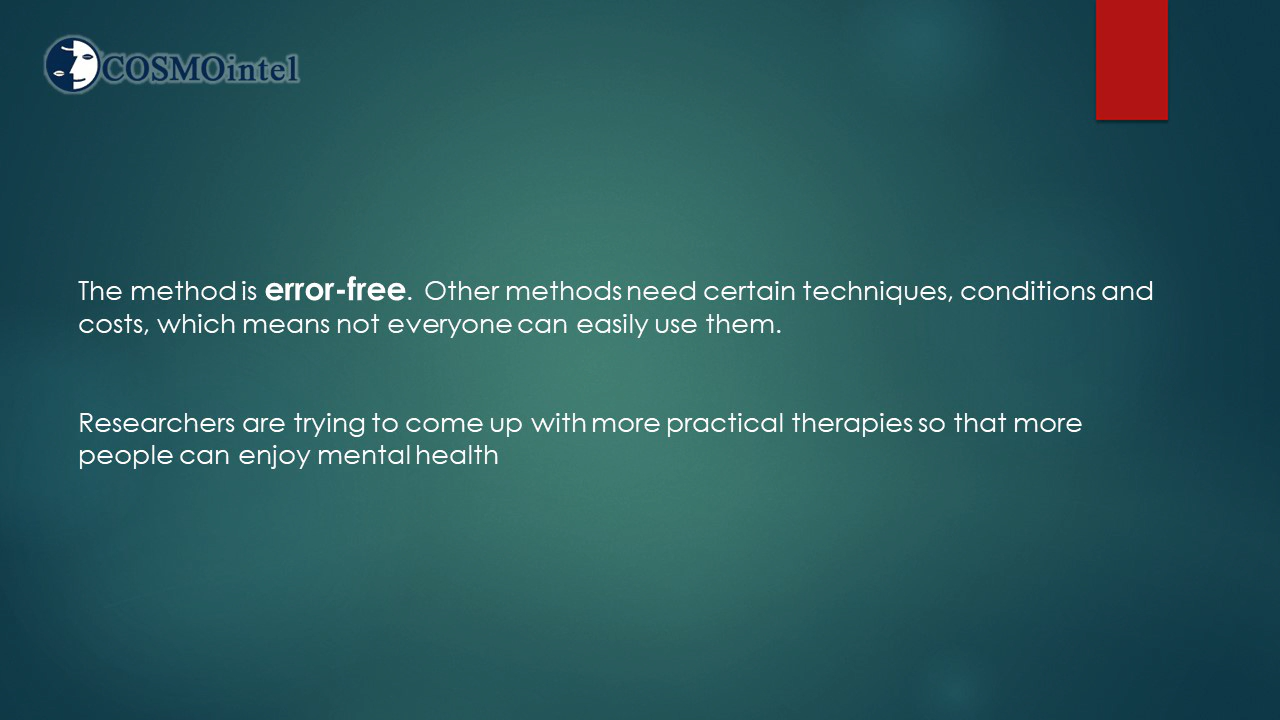 COSMOintel
The method is error-free. Other methods need certain techniques, conditions and
costs, which means not everyone can easily use them.
Researchers are trying to come up with more practical therapies so that more
people can enjoy mental health